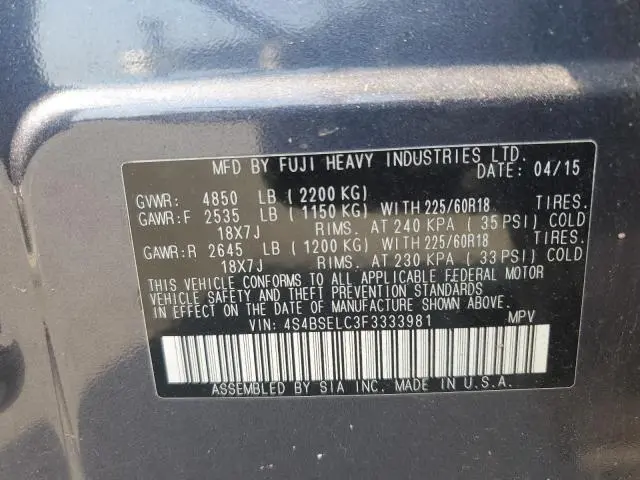 MFD BY FUJI HEAVY INDUSTRIES LTD.
DATE: 04/15
GVWR: 4850 LB (2200 KG)
GAWR:F 2535 LB (1150 KG) WITH 225/60R18 TIRES.
18X7J RIMS. AT 240 KPA (35 PSI) COLD
GAWR:R 2645 LB (1200 KG) WITH 225/60R18 TIRES.
18X7J RIMS. AT 230 KPA (33 PSI) COLD
THIS VEHICLE CONFORMS TO ALL APPLICABLE FEDERAL MOTOR
VEHICLE SAFETY AND THEFT PREVENTION STANDARDS
IN EFFECT ON THE DATE OF MANUFACTURE SHOWN ABOVE.
VIN: 4S4BSELC3F3333981 MPV
ASSEMBLED BY SIA INC. MADE IN U.S.A.